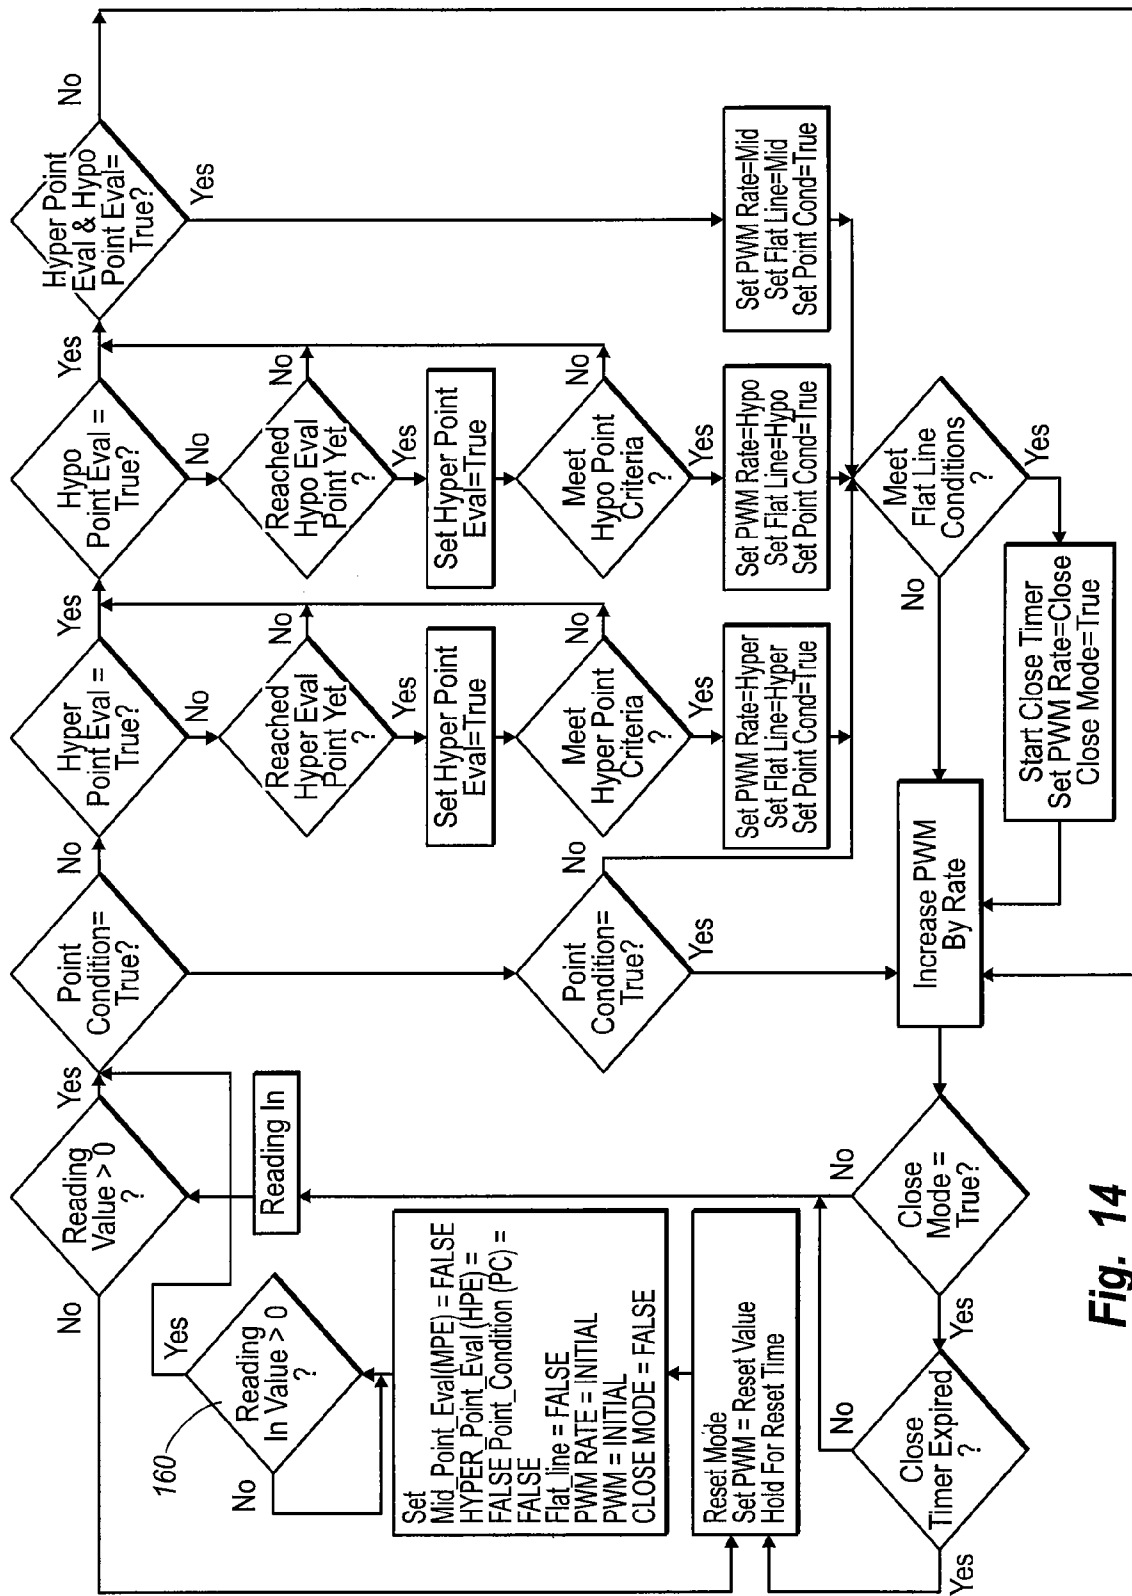 Reading
Value > 0
?
Yes
No
Point
Condition=
True?
No
Hyper
Point Eval =
True?
Yes
No
Hypo
Point Eval =
True?
Yes
No
Hyper Point
Eval & Hypo
Point Eval=
True?
No
Yes
160
Reading
In Value > 0
?
Yes
No
Reading In
Reached
Hyper Eval
Point Yet
?
No
Yes
Reached
Hypo Eval
Point Yet
?
No
Yes
Set
Mid_Point_Eval(MPE) = FALSE
HYPER_Point_Eval (HPE) =
FALSE Point_Condition (PC) =
FALSE
Flat_line = FALSE
PWM RATE = INITIAL
PWM = INITIAL
CLOSE MODE = FALSE
Set Hyper Point
Eval=True
Set Hyper Point
Eval=True
Point
Condition=
True?
No
Yes
Meet
Hyper Point
Criteria
?
No
Yes
Meet
Hypo Point
Criteria
?
No
Yes
Reset Mode
Set PWM = Reset Value
Hold For Reset Time
Set PWM Rate=Hyper
Set Flat Line=Hyper
Set Point Cond=True
Set PWM Rate=Hypo
Set Flat Line=Hypo
Set Point Cond=True
Set PWM Rate=Mid
Set Flat Line=Mid
Set Point Cond=True
Close
Timer Expired
?
No
Yes
Close
Mode =
True?
No
Yes
Increase PWM
By Rate
Meet
Flat Line
Conditions
?
No
Yes
Start Close Timer
Set PWM Rate=Close
Close Mode=True
Fig. 14